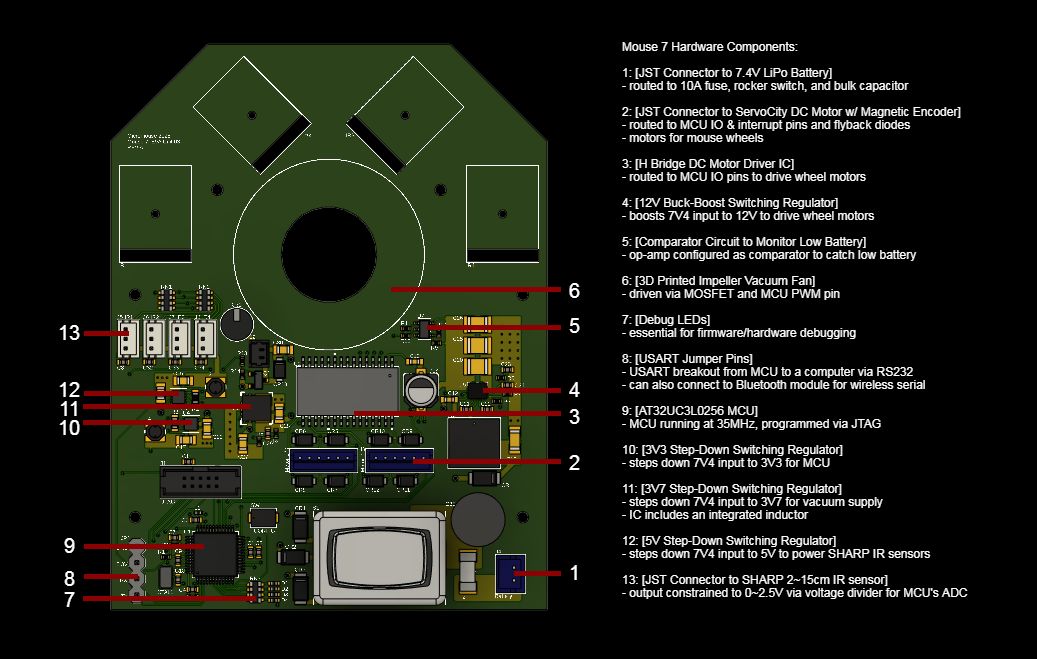 Mouse 7 Hardware Components:
1: [JST Connector to 7.4V LiPo Battery]
- routed to 10A fuse, rocker switch, and bulk capacitor
2: [JST Connector to ServoCity DC Motor w/ Magnetic Encoder]
- routed to MCU IO & interrupt pins and flyback diodes
- motors for mouse wheels
3: [H Bridge DC Motor Driver IC]
- routed to MCU IO pins to drive wheel motors
4: [12V Buck-Boost Switching Regulator]
- boosts 7V4 input to 12V to drive wheel motors
5: [Comparator Circuit to Monitor Low Battery]
- op-amp configured as comparator to catch low battery
6: [3D Printed Impeller Vacuum Fan]
- driven via MOSFET and MCU PWM pin
7: [Debug LEDs]
- essential for firmware/hardware debugging
8: [USART Jumper Pins]
- USART breakout from MCU to a computer via RS232
- can also connect to Bluetooth module for wireless serial
9: [AT32UC3L0256 MCU]
- MCU running at 35MHz, programmed via JTAG
10: [3V3 Step-Down Switching Regulator]
- steps down 7V4 input to 3V3 for MCU
11: [3V7 Step-Down Switching Regulator]
- steps down 7V4 input to 3V7 for vacuum supply
- IC includes an integrated inductor
12: [5V Step-Down Switching Regulator]
- steps down 7V4 input to 5V to power SHARP IR sensors
13: [JST Connector to SHARP 2~15cm IR sensor]
- output constrained to 0~2.5V via voltage divider for MCU's ADC
6
5
13
4
12
11
3
10
2
9
1
8
7
Battery